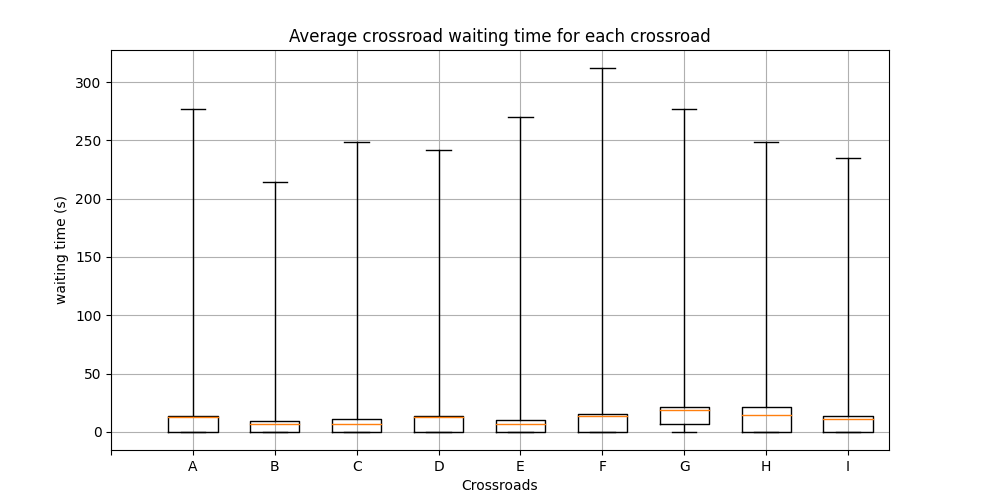 Average crossroad waiting time for each crossroad
waiting time (s)
300
250
200
150
100
50
0
A B C D E F G H I
Crossroads